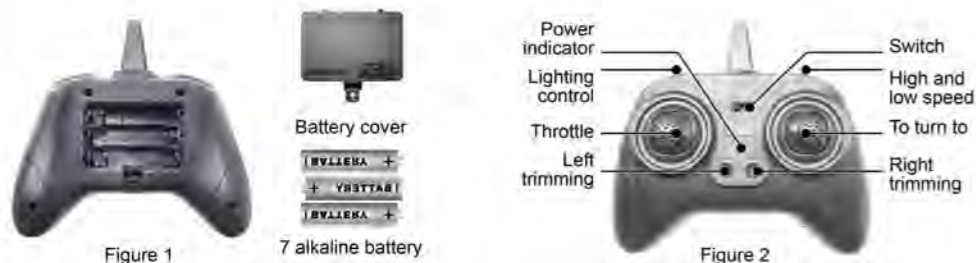 Battery cover
BATTERY +
BATTERY +
BATTERY +
7 alkaline battery
Figure 1
Power
indicator
Lighting
control
Throttle
Left
trimming
Switch
High and
low speed
To turn to
Right
trimming
Figure 2